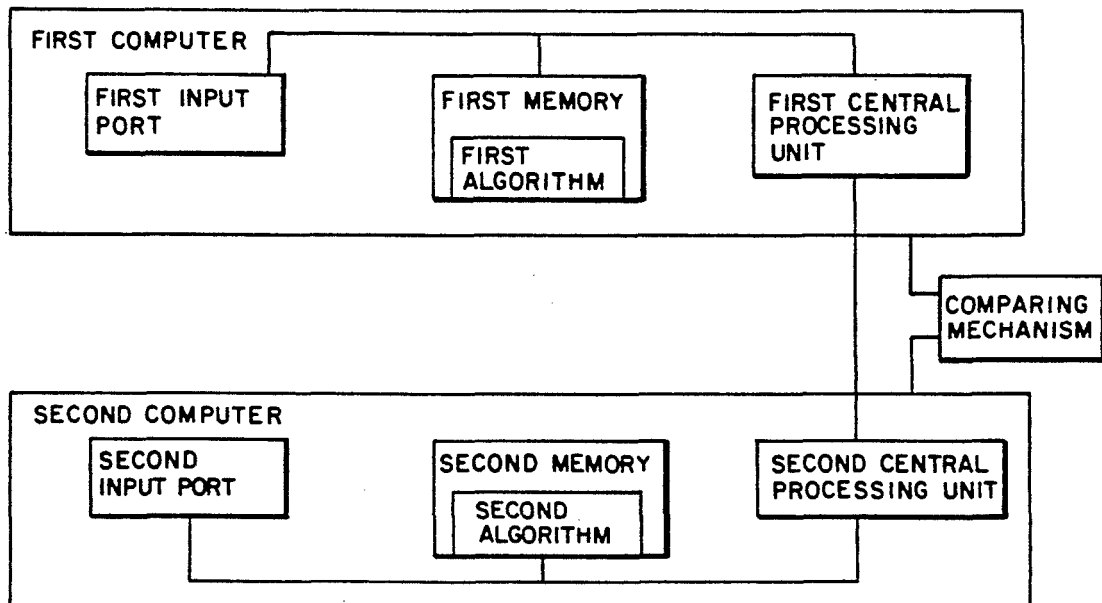 FIRST COMPUTER
FIRST INPUT
PORT
FIRST MEMORY
FIRST
ALGORITHM
FIRST CENTRAL
PROCESSING
UNIT
COMPARING
MECHANISM
SECOND COMPUTER
SECOND
INPUT PORT
SECOND MEMORY
SECOND
ALGORITHM
SECOND CENTRAL
PROCESSING UNIT